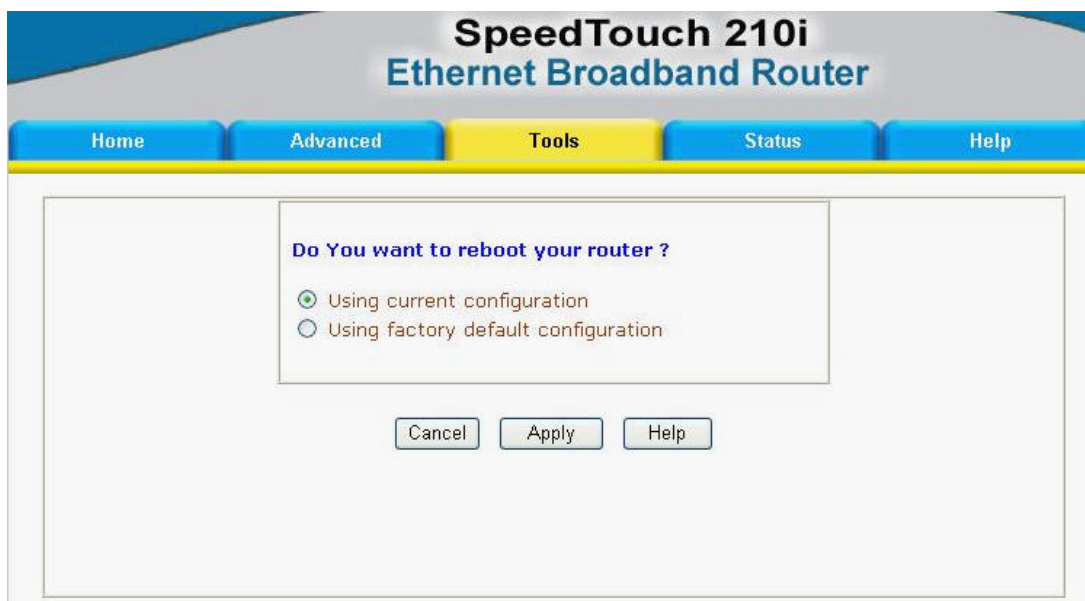 SpeedTouch 210i
Ethernet Broadband Router
Home Advanced Tools Status Help
Do You want to reboot your router ?
Using current configuration
Using factory default configuration
Cancel Apply Help